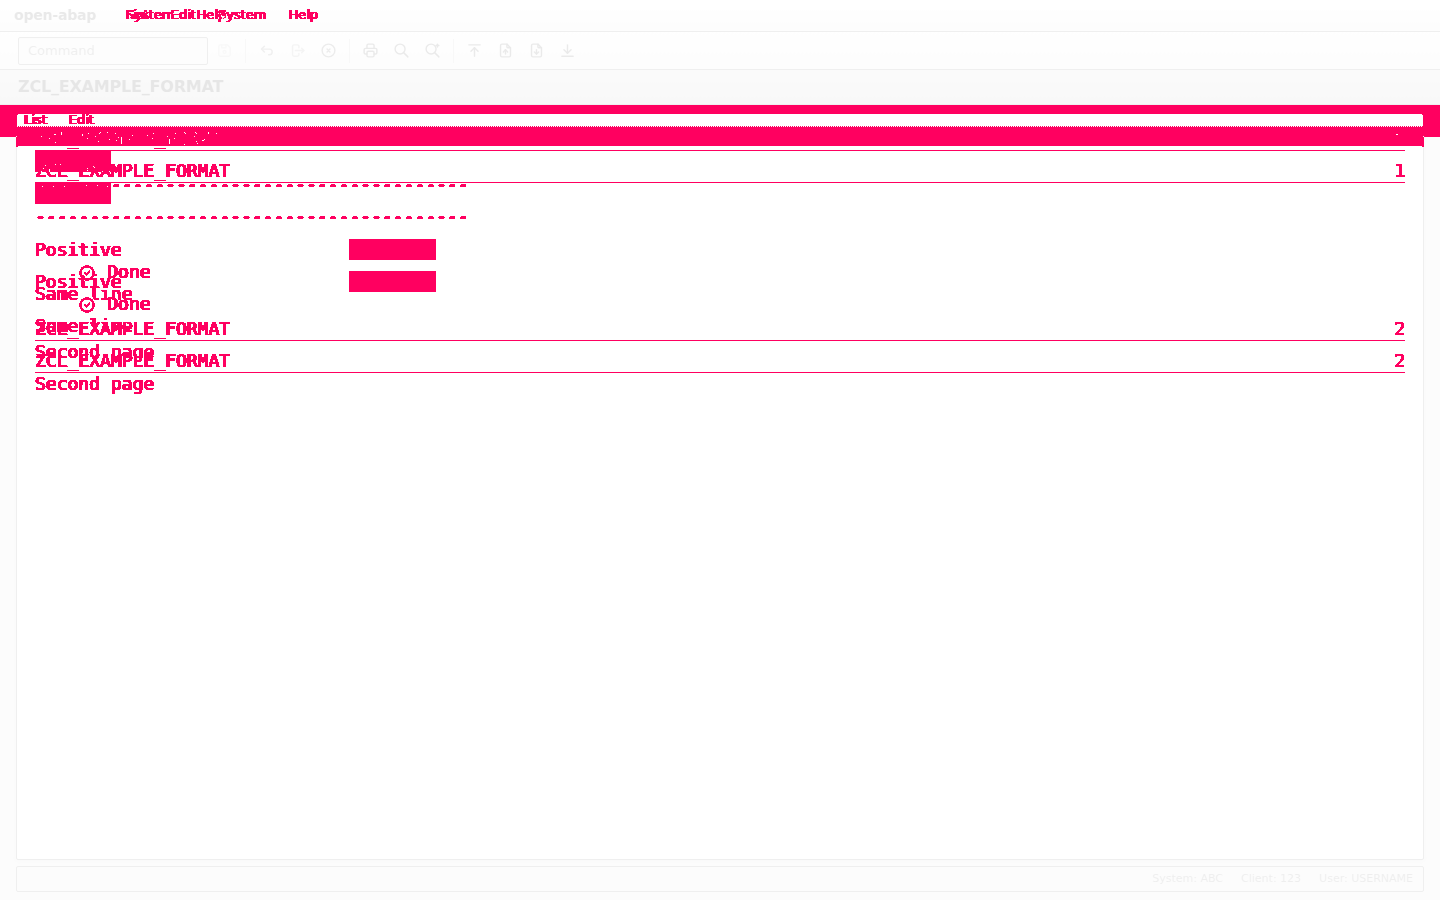 open-abap
System Help
Command
ZCL_EXAMPLE_FORMAT
List Edit
ZCL_EXAMPLE_FORMAT 1
Positive
Done
Positive
Same line
Done
ZCL_EXAMPLE_FORMAT 2
Second page
ZCL_EXAMPLE_FORMAT 2
Second page
System: ABC Client: 123 User: USERNAME